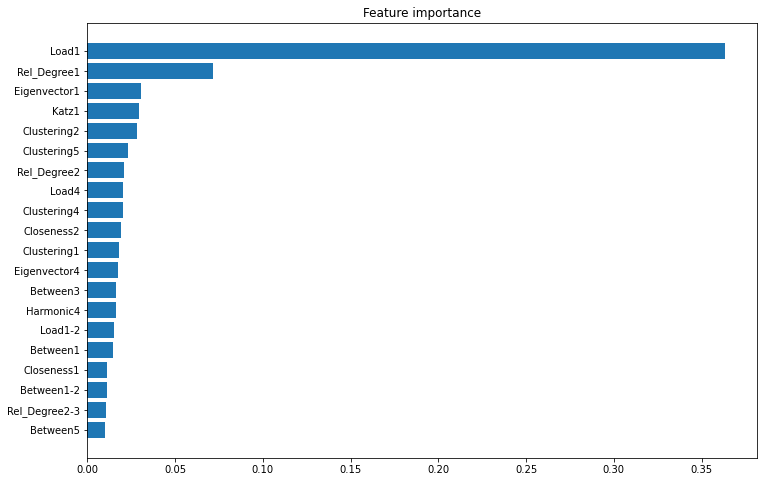 Feature importance
Load1
Rel_Degree1
Eigenvector1
Katz1
Clustering2
Clustering5
Rel_Degree2
Load4
Clustering4
Closeness2
Clustering1
Eigenvector4
Between3
Harmonic4
Load1-2
Between1
Closeness1
Between1-2
Rel_Degree2-3
Between5
0.00 0.05 0.10 0.15 0.20 0.25 0.30 0.35